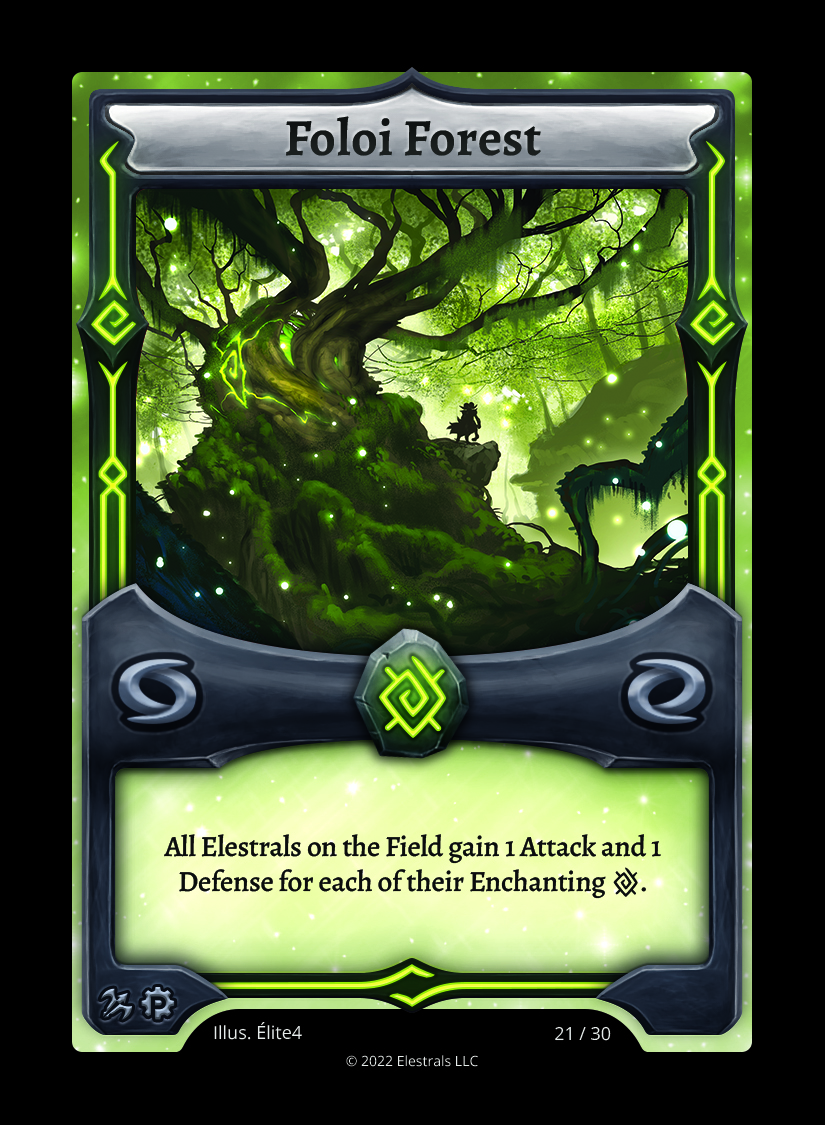 Foloi Forest
All Elestrals on the Field gain 1 Attack and 1
Defense for each of their Enchanting .
P
Illus. Élite4
21 / 30
© 2022 Elestrals LLC